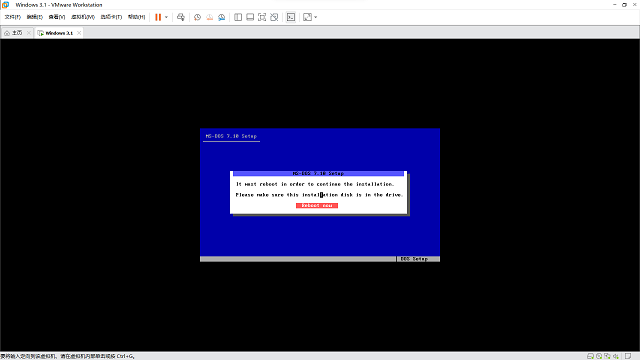 Windows 3.1 - VMware Workstation
文件(F) 编辑(E) 查看(V) 虚拟机(M) 选项卡(T) 帮助(H)
主页 Windows 3.1
MS-DOS 7.10 Setup
MS-DOS 7.10 Setup
It must reboot in order to continue the installation.
Please make sure this installation disk is in the drive.
Reboot now
DOS Setup
要将输入定向到该虚拟机，请在虚拟机内部单击或按 Ctrl+G。